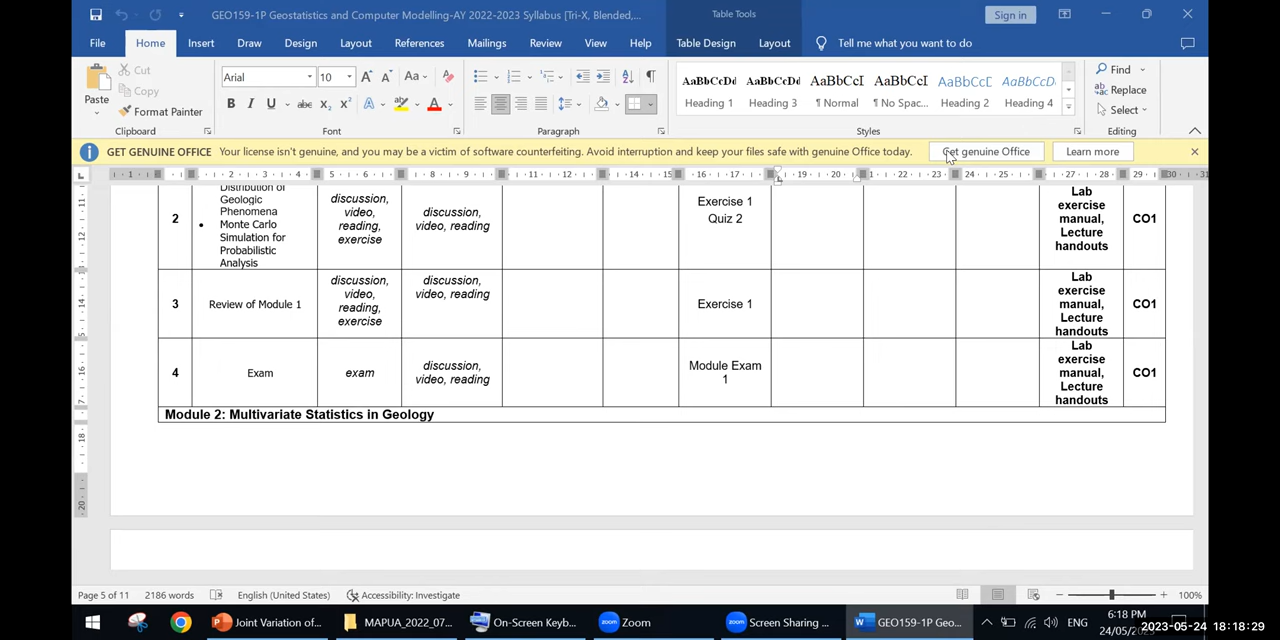 GEO159-1P Geostatistics and Computer Modelling-AY 2022-2023 Syllabus [Tri-X, Blended,...
Table Tools
Sign in
File Home Insert Draw Design Layout References Mailings Review View Help Table Design Layout Tell me what you want to do
Paste
Cut
Copy
Format Painter
Clipboard
Arial 10
Font
Paragraph
AaBbCcDd Heading 1
AaBbCcDd Heading 3
AaBbCcI ¶ Normal
AaBbCcI ¶ No Spac...
AaBbCcD Heading 2
AaBbCcD Heading 4
Styles
Find
Replace
Select
Editing
GET GENUINE OFFICE Your license isn't genuine, and you may be a victim of software counterfeiting. Avoid interruption and keep your files safe with genuine Office today. Get genuine Office Learn more
2
Distribution of
Geologic
Phenomena
• Monte Carlo
Simulation for
Probabilistic
Analysis
discussion,
video,
reading,
exercise
discussion,
video, reading
Exercise 1
Quiz 2
Lab
exercise
manual,
Lecture
handouts
CO1
3
Review of Module 1
discussion,
video,
reading,
exercise
discussion,
video, reading
Exercise 1
Lab
exercise
manual,
Lecture
handouts
CO1
4
Exam
exam
discussion,
video, reading
Module Exam
1
Lab
exercise
manual,
Lecture
handouts
CO1
Module 2: Multivariate Statistics in Geology
Page 5 of 11 2186 words English (United States) Accessibility: Investigate 100%
Joint Variation of... MAPUA_2022_07... On-Screen Keyb... Zoom Screen Sharing ... GEO159-1P Geo... ENG
6:18 PM
2023-05-24 18:18:29